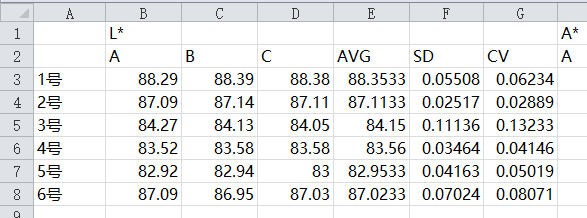 A B C D E F G
1 L* A*
2 A B C AVG SD CV A
3 1号 88.29 88.39 88.38 88.3533 0.05508 0.06234
4 2号 87.09 87.14 87.11 87.1133 0.02517 0.02889
5 3号 84.27 84.13 84.05 84.15 0.11136 0.13233
6 4号 83.52 83.58 83.58 83.56 0.03464 0.04146
7 5号 82.92 82.94 83 82.9533 0.04163 0.05019
8 6号 87.09 86.95 87.03 87.0233 0.07024 0.08071